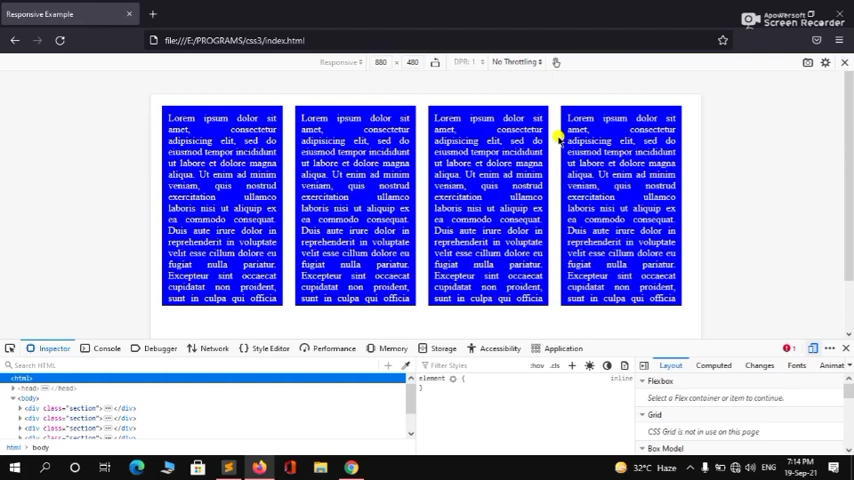 Responsive Example
Apowersoft
Screen Recorder
file:///E:/PROGRAMS/css3/index.html
Responsive
880 × 480
DPR: 1
No Throttling
Lorem ipsum dolor sit
amet, consectetur
adipisicing elit, sed do
eiusmod tempor incididunt
ut labore et dolore magna
aliqua. Ut enim ad minim
veniam, quis nostrud
exercitation ullamco
laboris nisi ut aliquip ex
ea commodo consequat.
Duis aute irure dolor in
reprehenderit in voluptate
velit esse cillum dolore eu
fugiat nulla pariatur.
Excepteur sint occaecat
cupidatat non proident,
sunt in culpa qui officia
Lorem ipsum dolor sit
amet, consectetur
adipisicing elit, sed do
eiusmod tempor incididunt
ut labore et dolore magna
aliqua. Ut enim ad minim
veniam, quis nostrud
exercitation ullamco
laboris nisi ut aliquip ex
ea commodo consequat.
Duis aute irure dolor in
reprehenderit in voluptate
velit esse cillum dolore eu
fugiat nulla pariatur.
Excepteur sint occaecat
cupidatat non proident,
sunt in culpa qui officia
Lorem ipsum dolor sit
amet, consectetur
adipisicing elit, sed do
eiusmod tempor incididunt
ut labore et dolore magna
aliqua. Ut enim ad minim
veniam, quis nostrud
exercitation ullamco
laboris nisi ut aliquip ex
ea commodo consequat.
Duis aute irure dolor in
reprehenderit in voluptate
velit esse cillum dolore eu
fugiat nulla pariatur.
Excepteur sint occaecat
cupidatat non proident,
sunt in culpa qui officia
Lorem ipsum dolor sit
amet, consectetur
adipisicing elit, sed do
eiusmod tempor incididunt
ut labore et dolore magna
aliqua. Ut enim ad minim
veniam, quis nostrud
exercitation ullamco
laboris nisi ut aliquip ex
ea commodo consequat.
Duis aute irure dolor in
reprehenderit in voluptate
velit esse cillum dolore eu
fugiat nulla pariatur.
Excepteur sint occaecat
cupidatat non proident,
sunt in culpa qui officia
Inspector Console Debugger Network Style Editor Performance Memory Storage Accessibility Application 1
Search HTML
<html>
<head> </head>
<body>
<div class="section"> </div>
<div class="section"> </div>
<div class="section"> </div>
html body
Filter Styles :hov .cls
element { inline
}
Layout Computed Changes Fonts Animat
Flexbox
Select a Flex container or item to continue.
Grid
CSS Grid is not in use on this page
Box Model
32°C Haze ENG 7:14 PM
19-Sep-21